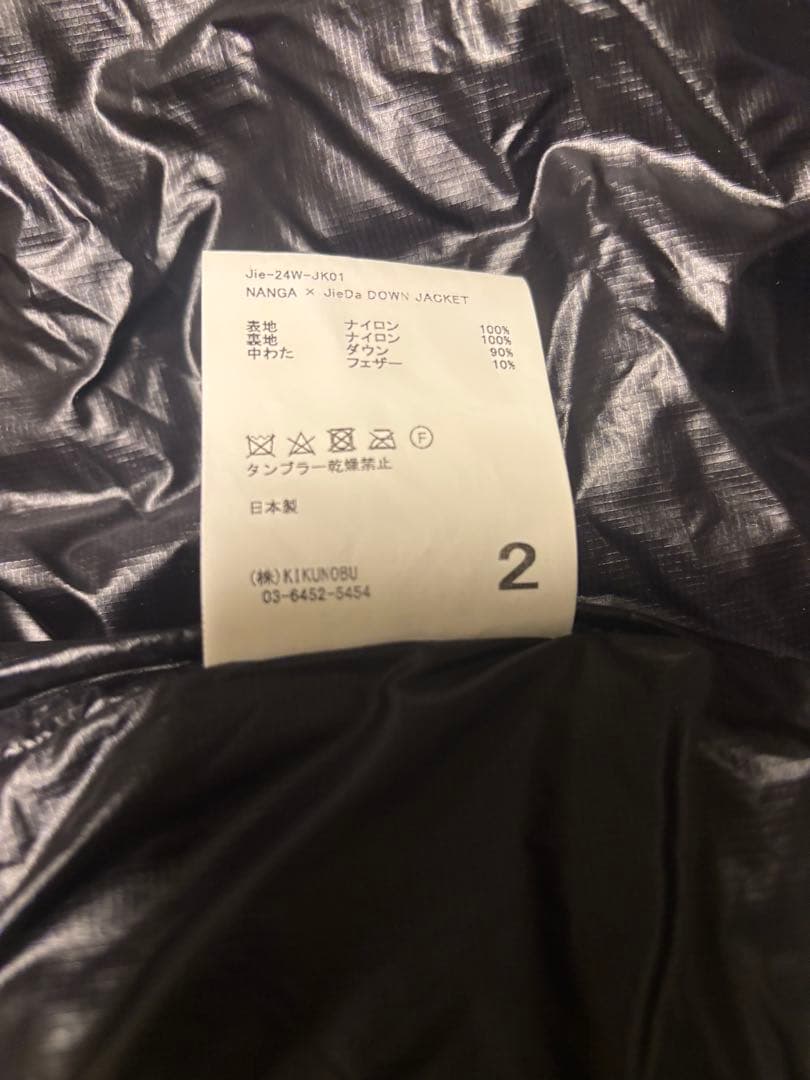 Jie-24W-JK01
NANGA × JieDa DOWN JACKET
表地 ナイロン 100%
裏地 ナイロン 100%
中わた ダウン 90%
フェザー 10%
F
タンブラー乾燥禁止
日本製
2
(株)KIKUNOBU
03-6452-5454